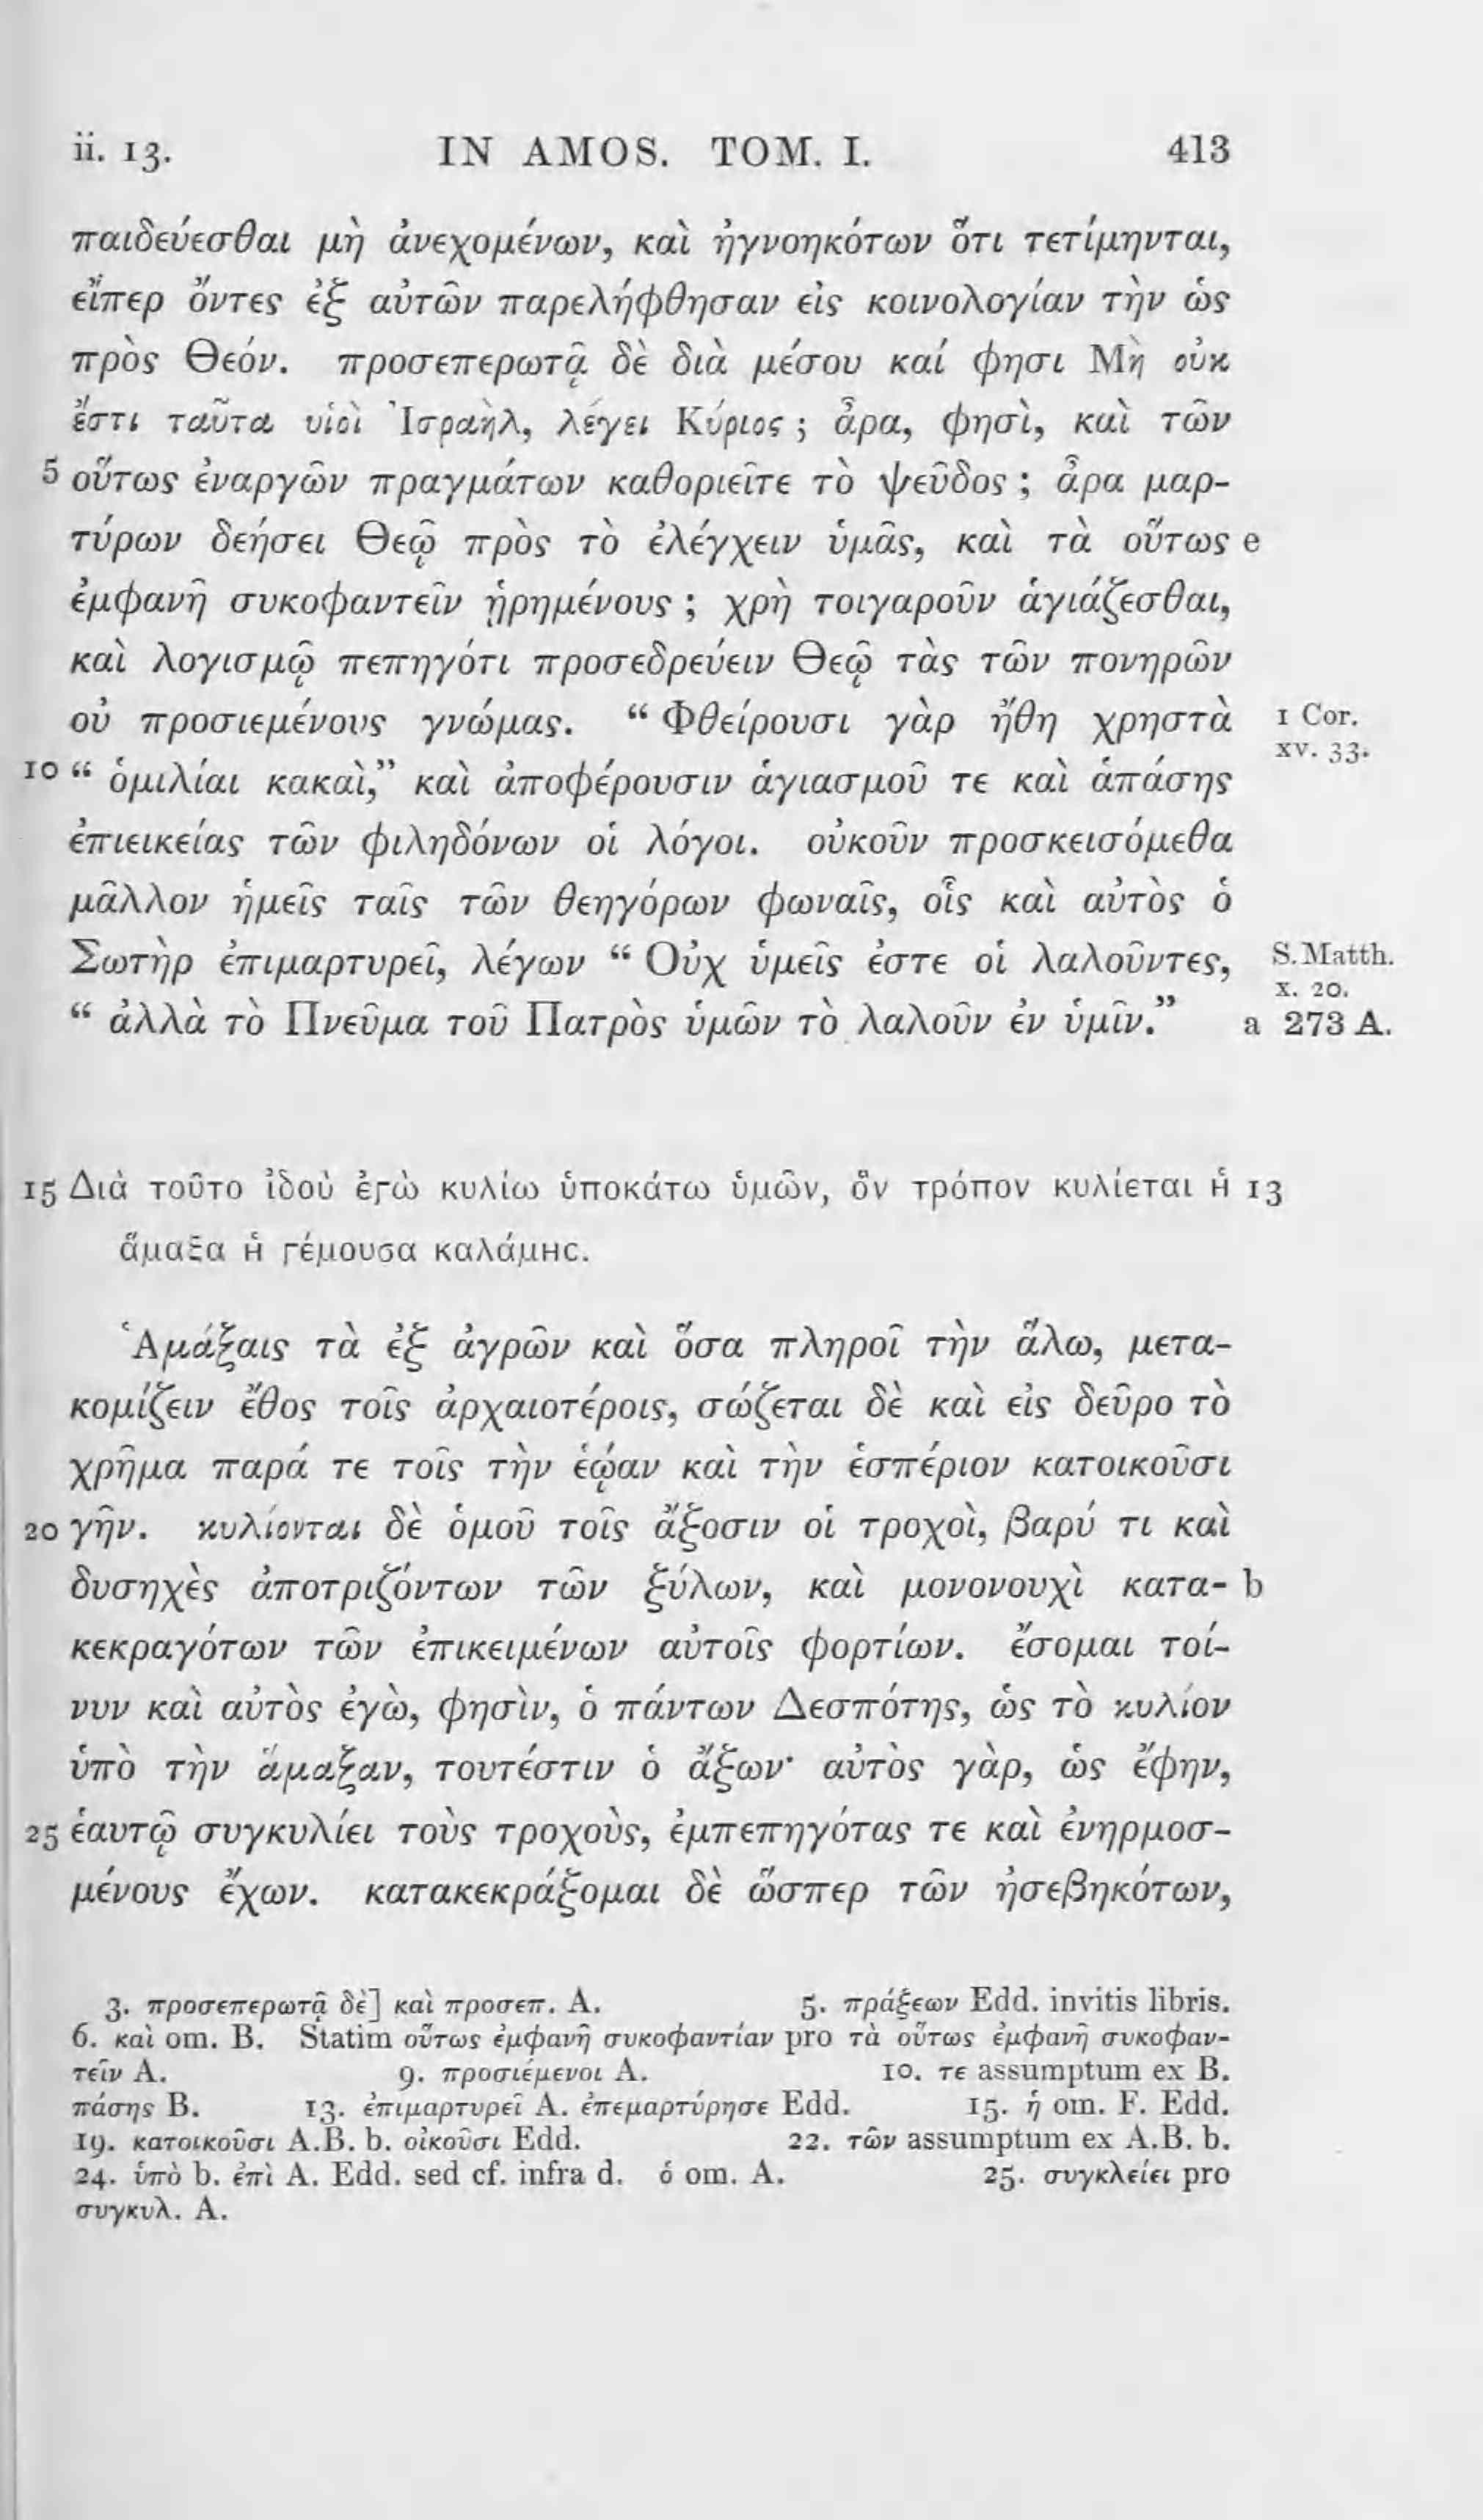 ii. 13. IN AMOS. TOM. I. 413
παιδεύεσθαι μὴ ἀνεχομένων, καὶ ἠγνοηκότων ὅτι τετίμηνται,
εἴπερ ὄντες ἐξ αὐτῶν παρελήφθησαν εἰς κοινολογίαν τὴν ὡς
πρὸς Θεόν. προσεπερωτᾷ δὲ διὰ μέσου καί φησι Μὴ οὐκ
ἔστι ταῦτα υἱοὶ Ἰσραὴλ, λέγει Κύριος ; ἆρα, φησὶ, καὶ τῶν
5 οὕτως ἐναργῶν πραγμάτων καθοριεῖτε τὸ ψεῦδος ; ἆρα μαρ-
τύρων δεήσει Θεῷ πρὸς τὸ ἐλέγχειν ὑμᾶς, καὶ τὰ οὕτως e
ἐμφανῆ συκοφαντεῖν ᾑρημένους ; χρὴ τοιγαροῦν ἁγιάζεσθαι,
καὶ λογισμῷ πεπηγότι προσεδρεύειν Θεῷ τὰς τῶν πονηρῶν
οὐ προσιεμένους γνώμας. “ Φθείρουσι γὰρ ἤθη χρηστὰ 1 Cor.
xv. 33.
10 “ ὁμιλίαι κακαὶ,” καὶ ἀποφέρουσιν ἁγιασμοῦ τε καὶ ἁπάσης
ἐπιεικείας τῶν φιληδόνων οἱ λόγοι. οὐκοῦν προσκεισόμεθα
μᾶλλον ἡμεῖς ταῖς τῶν θεηγόρων φωναῖς, οἷς καὶ αὐτὸς ὁ
Σωτὴρ ἐπιμαρτυρεῖ, λέγων “ Οὐχ ὑμεῖς ἐστε οἱ λαλοῦντες, S. Matth.
x. 20.
“ ἀλλὰ τὸ Πνεῦμα τοῦ Πατρὸς ὑμῶν τὸ λαλοῦν ἐν ὑμῖν.” a 273 A.
15 Διὰ τοῦτο ἰδοὺ ἐγὼ κυλίω ὑποκάτω ὑμῶν, ὃν τρόπον κυλίεται ἡ 13
ἅμαξα ἡ γέμουσα καλάμης.
Ἁμάξαις τὰ ἐξ ἀγρῶν καὶ ὅσα πληροῖ τὴν ἅλω, μετα-
κομίζειν ἔθος τοῖς ἀρχαιοτέροις, σώζεται δὲ καὶ εἰς δεῦρο τὸ
χρῆμα παρά τε τοῖς τὴν ἑῴαν καὶ τὴν ἑσπέριον κατοικοῦσι
20 γῆν. κυλίονται δὲ ὁμοῦ τοῖς ἄξοσιν οἱ τροχοὶ, βαρύ τι καὶ
δυσηχὲς ἀποτριζόντων τῶν ξύλων, καὶ μονονουχὶ κατα- b
κεκραγότων τῶν ἐπικειμένων αὐτοῖς φορτίων. ἔσομαι τοί-
νυν καὶ αὐτὸς ἐγὼ, φησὶν, ὁ πάντων Δεσπότης, ὡς τὸ κυλίον
ὑπὸ τὴν ἅμαξαν, τουτέστιν ὁ ἄξων· αὐτὸς γὰρ, ὡς ἔφην,
25 ἑαυτῷ συγκυλίει τοὺς τροχοὺς, ἐμπεπηγότας τε καὶ ἐνηρμοσ-
μένους ἔχων. κατακεκράξομαι δὲ ὥσπερ τῶν ἠσεβηκότων,
3. προσεπερωτᾷ δὲ] καὶ προσεπ. A. 5. πράξεων Edd. invitis libris.
6. καὶ om. B. Statim οὕτως ἐμφανῆ συκοφαντίαν pro τὰ οὕτως ἐμφανῆ συκοφαν-
τεῖν A. 9. προσιέμενοι A. 10. τε assumptum ex B.
πάσης B. 13. ἐπιμαρτυρεῖ A. ἐπεμαρτύρησε Edd. 15. ἡ om. F. Edd.
19. κατοικοῦσι A.B. b. οἰκοῦσι Edd. 22. τῶν assumptum ex A.B. b.
24. ὑπὸ b. ἐπὶ A. Edd. sed cf. infra d. ὁ om. A. 25. συγκλείει pro
συγκυλ. A.